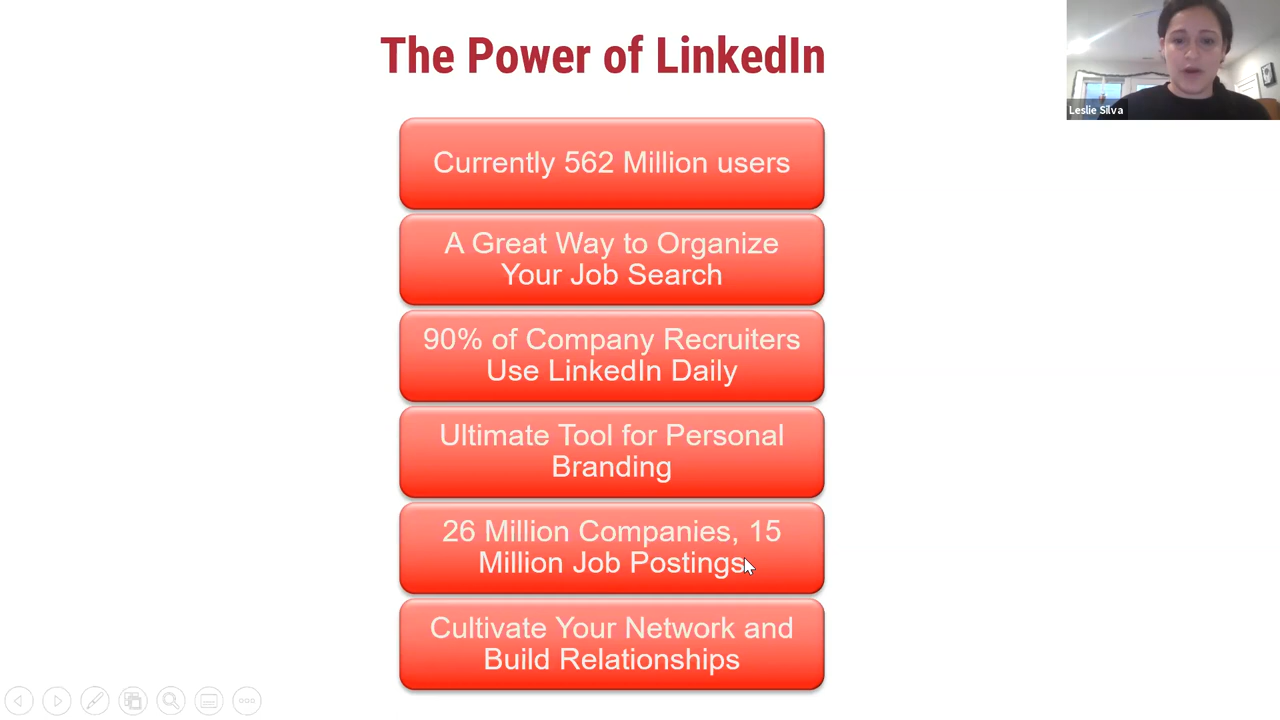 The Power of LinkedIn
Leslie Silva
Currently 562 Million users
A Great Way to Organize
Your Job Search
90% of Company Recruiters
Use LinkedIn Daily
Ultimate Tool for Personal
Branding
26 Million Companies, 15
Million Job Postings
Cultivate Your Network and
Build Relationships